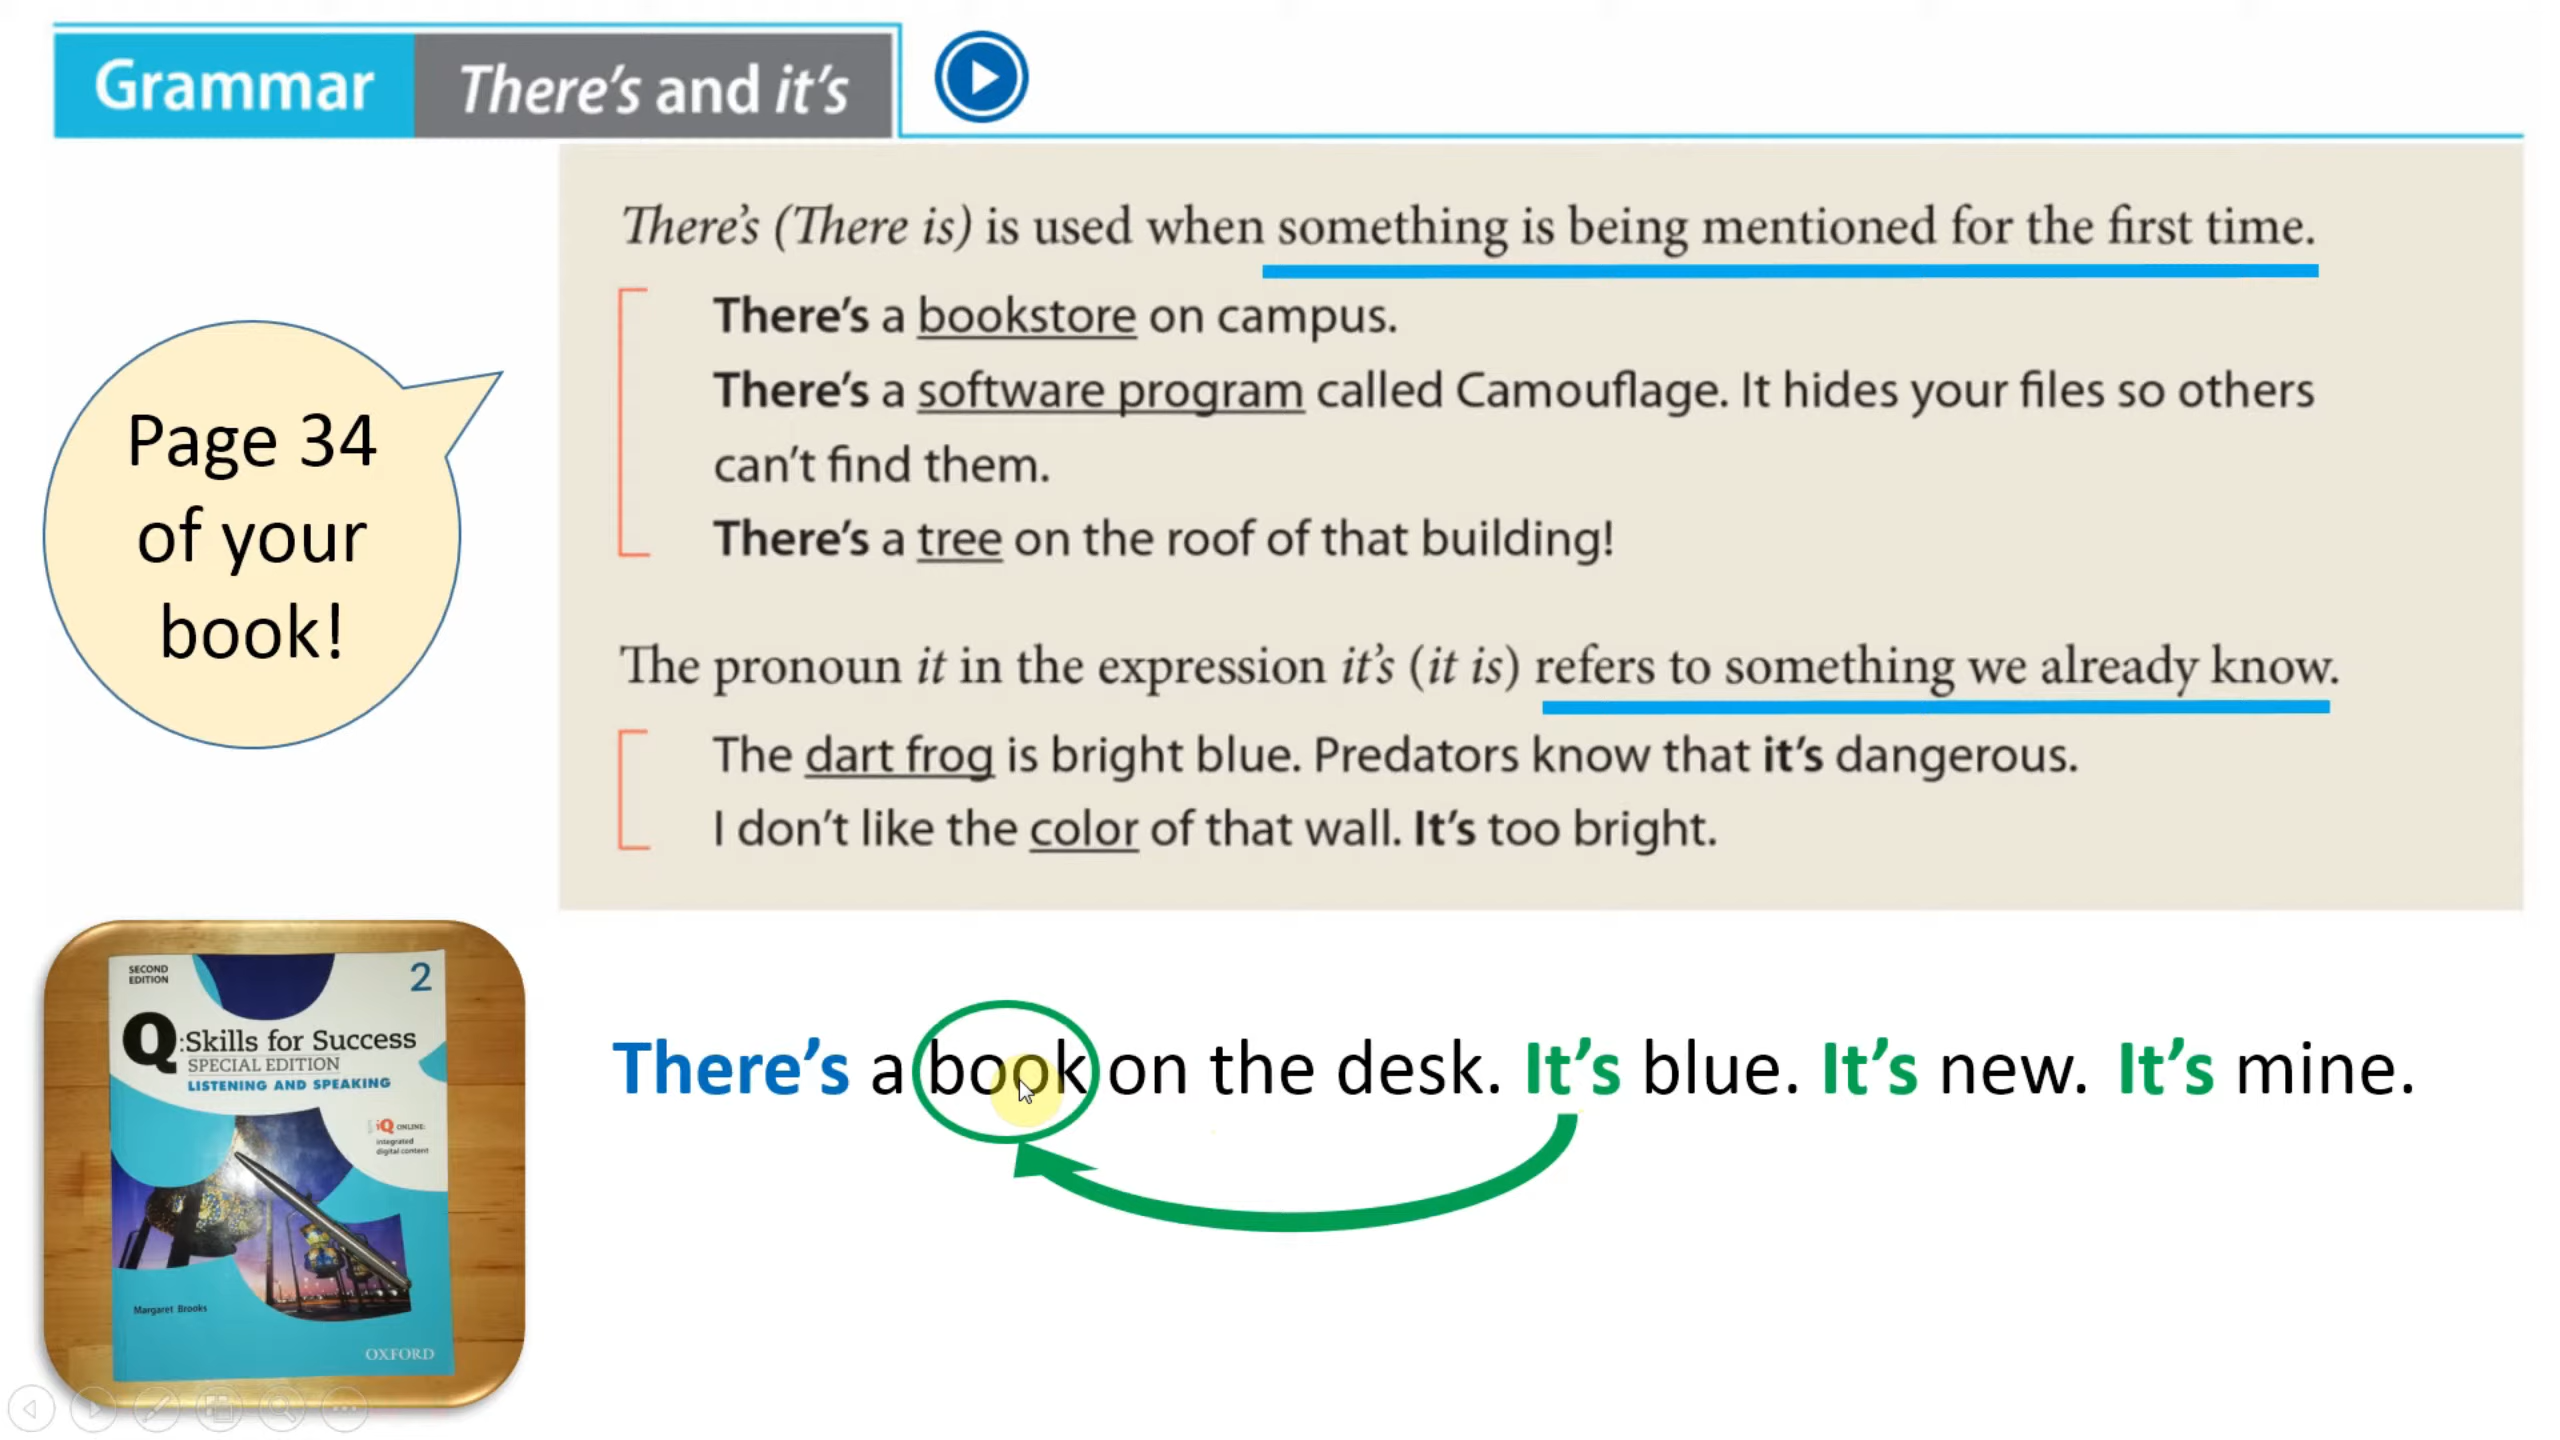 Grammar There's and it's
There's (There is) is used when something is being mentioned for the first time.
There's a bookstore on campus.
There's a software program called Camouflage. It hides your files so others
can't find them.
There's a tree on the roof of that building!
The pronoun it in the expression it's (it is) refers to something we already know.
The dart frog is bright blue. Predators know that it's dangerous.
I don't like the color of that wall. It's too bright.
Page 34
of your
book!
SECOND
EDITION
2
Q:Skills for Success
SPECIAL EDITION
LISTENING AND SPEAKING
iQ ONLINE:
integrated
digital content
Margaret Brooks
OXFORD
There's a book on the desk. It's blue. It's new. It's mine.